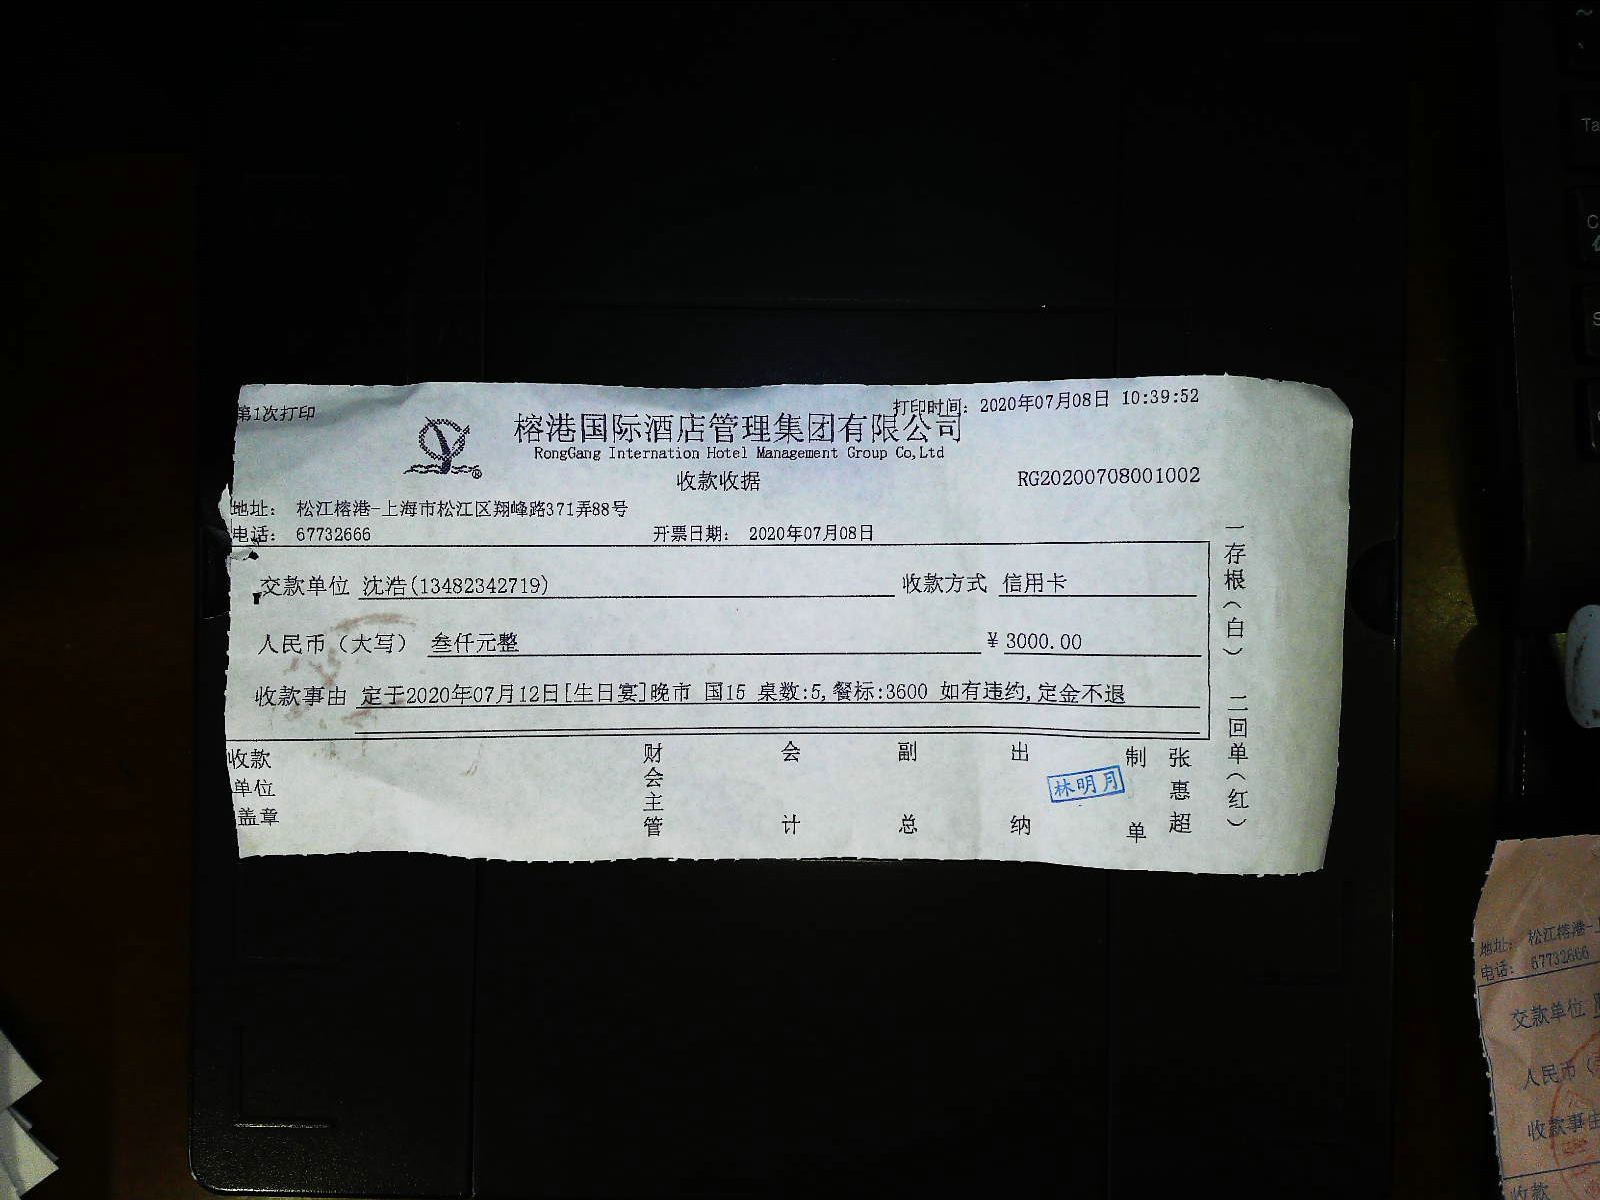 第1次打印
打印时间: 2020年07月08日 10:39:52
榕港国际酒店管理集团有限公司
RongGang Internation Hotel Management Group Co,Ltd
®
收款收据
RG20200708001002
地址: 松江榕港-上海市松江区翔峰路371弄88号
电话: 67732666
开票日期: 2020年07月08日
交款单位 沈浩(13482342719) 收款方式 信用卡
人民币（大写） 叁仟元整 ¥ 3000.00
收款事由 定于2020年07月12日[生日宴]晚市 国15 桌数:5,餐标:3600 如有违约,定金不退
收款单位盖章
财会主管
会计
副总
出纳
林明月
制单
张惠超
一存根(白) 二回单(红)
地址: 松江榕港-
电话: 67732666
交款单位
人民币（
收款事由
收款
Ta